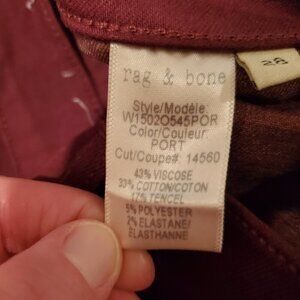 rag & bone
Style/Modèle:
W1502O545POR
Color/Couleur:
PORT
Cut/Coupe#: 14560
43% VISCOSE
33% COTTON/COTON
17% TENCEL
5% POLYESTER
2% ELASTANE/
ELASTHANNE
26